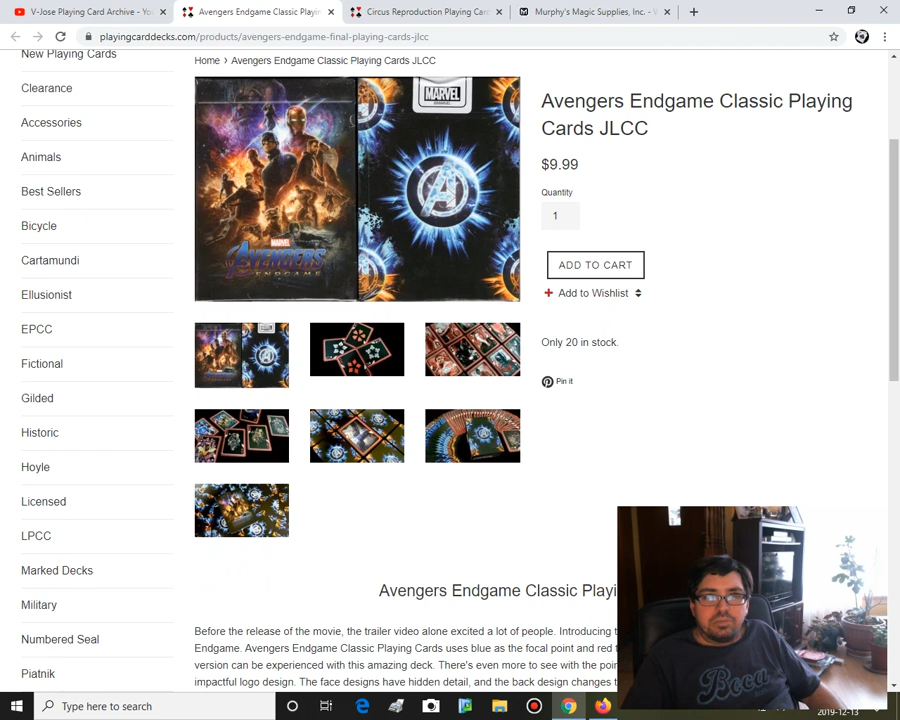 V-Jose Playing Card Archive - Yo
Avengers Endgame Classic Playin
Circus Reproduction Playing Car
Murphy's Magic Supplies, Inc. - W
playingcarddecks.com/products/avengers-endgame-final-playing-cards-jlcc
New Playing Cards
Clearance
Accessories
Animals
Best Sellers
Bicycle
Cartamundi
Ellusionist
EPCC
Fictional
Gilded
Historic
Hoyle
Licensed
LPCC
Marked Decks
Military
Numbered Seal
Piatnik
Home › Avengers Endgame Classic Playing Cards JLCC
MARVEL
MARVEL
AVENGERS
ENDGAME
Avengers Endgame Classic Playing
Cards JLCC
$9.99
Quantity
1
ADD TO CART
+ Add to Wishlist
Only 20 in stock.
Pin it
Avengers Endgame Classic Playi
Before the release of the movie, the trailer video alone excited a lot of people. Introducing t
Endgame. Avengers Endgame Classic Playing Cards uses blue as the focal point and red f
version can be experienced with this amazing deck. There's even more to see with the poin
impactful logo design. The face designs have hidden detail, and the back design changes t
Boca
Type here to search
2019-12-13